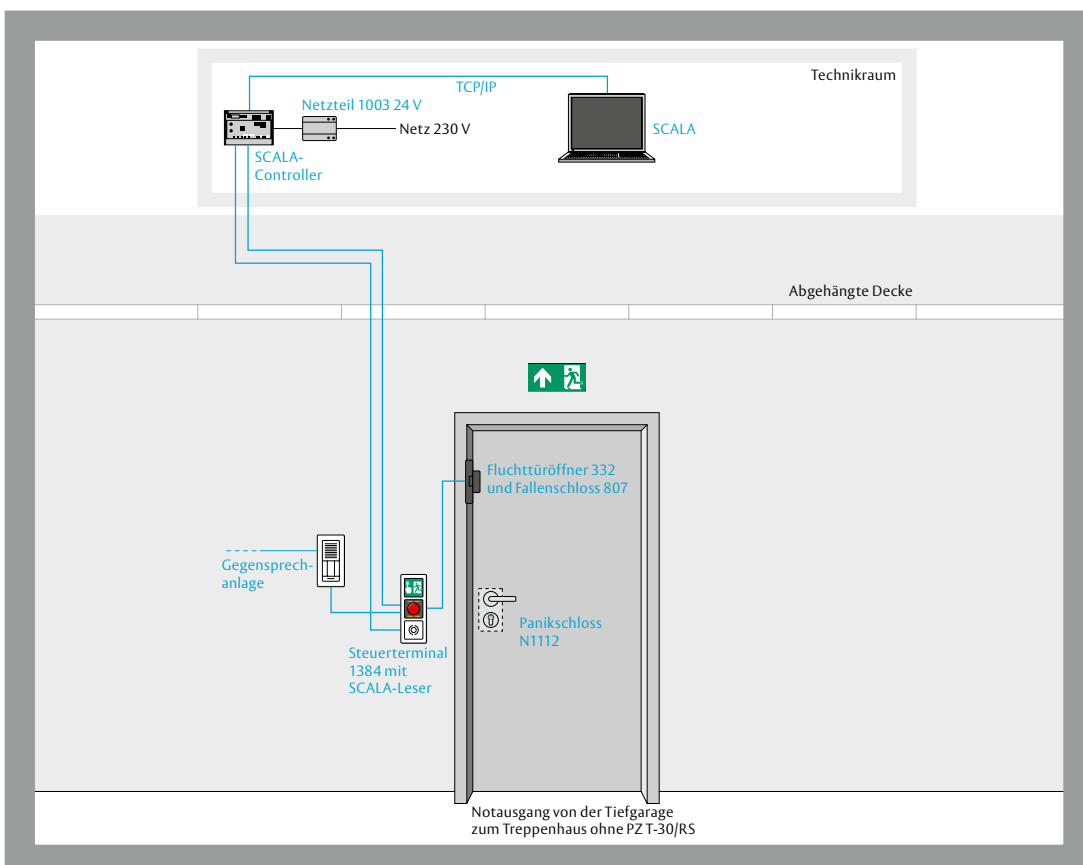 Technikraum
TCP/IP
Netzteil 1003 24 V
Netz 230 V
SCALA
SCALA-
Controller
Abgehängte Decke
Fluchttüröffner 332
und Fallenschloss 807
Gegensprech-
anlage
Panikschloss
N1112
Steuerterminal
1384 mit
SCALA-Leser
Notausgang von der Tiefgarage
zum Treppenhaus ohne PZ T-30/RS